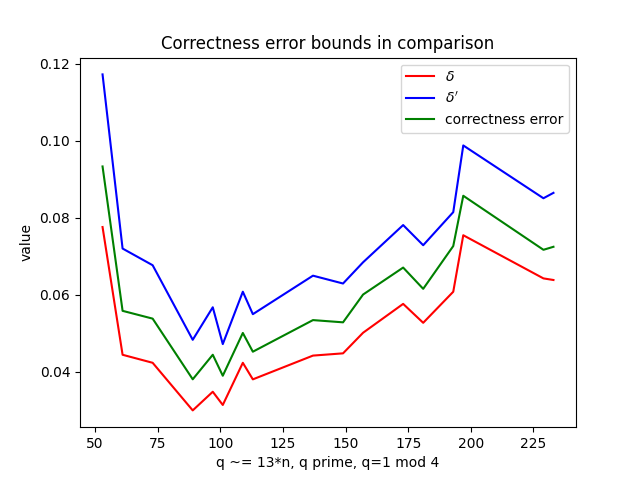 Correctness error bounds in comparison
δ
δ′
correctness error
0.12
0.10
0.08
0.06
0.04
value
50 75 100 125 150 175 200 225
q ~= 13*n, q prime, q=1 mod 4